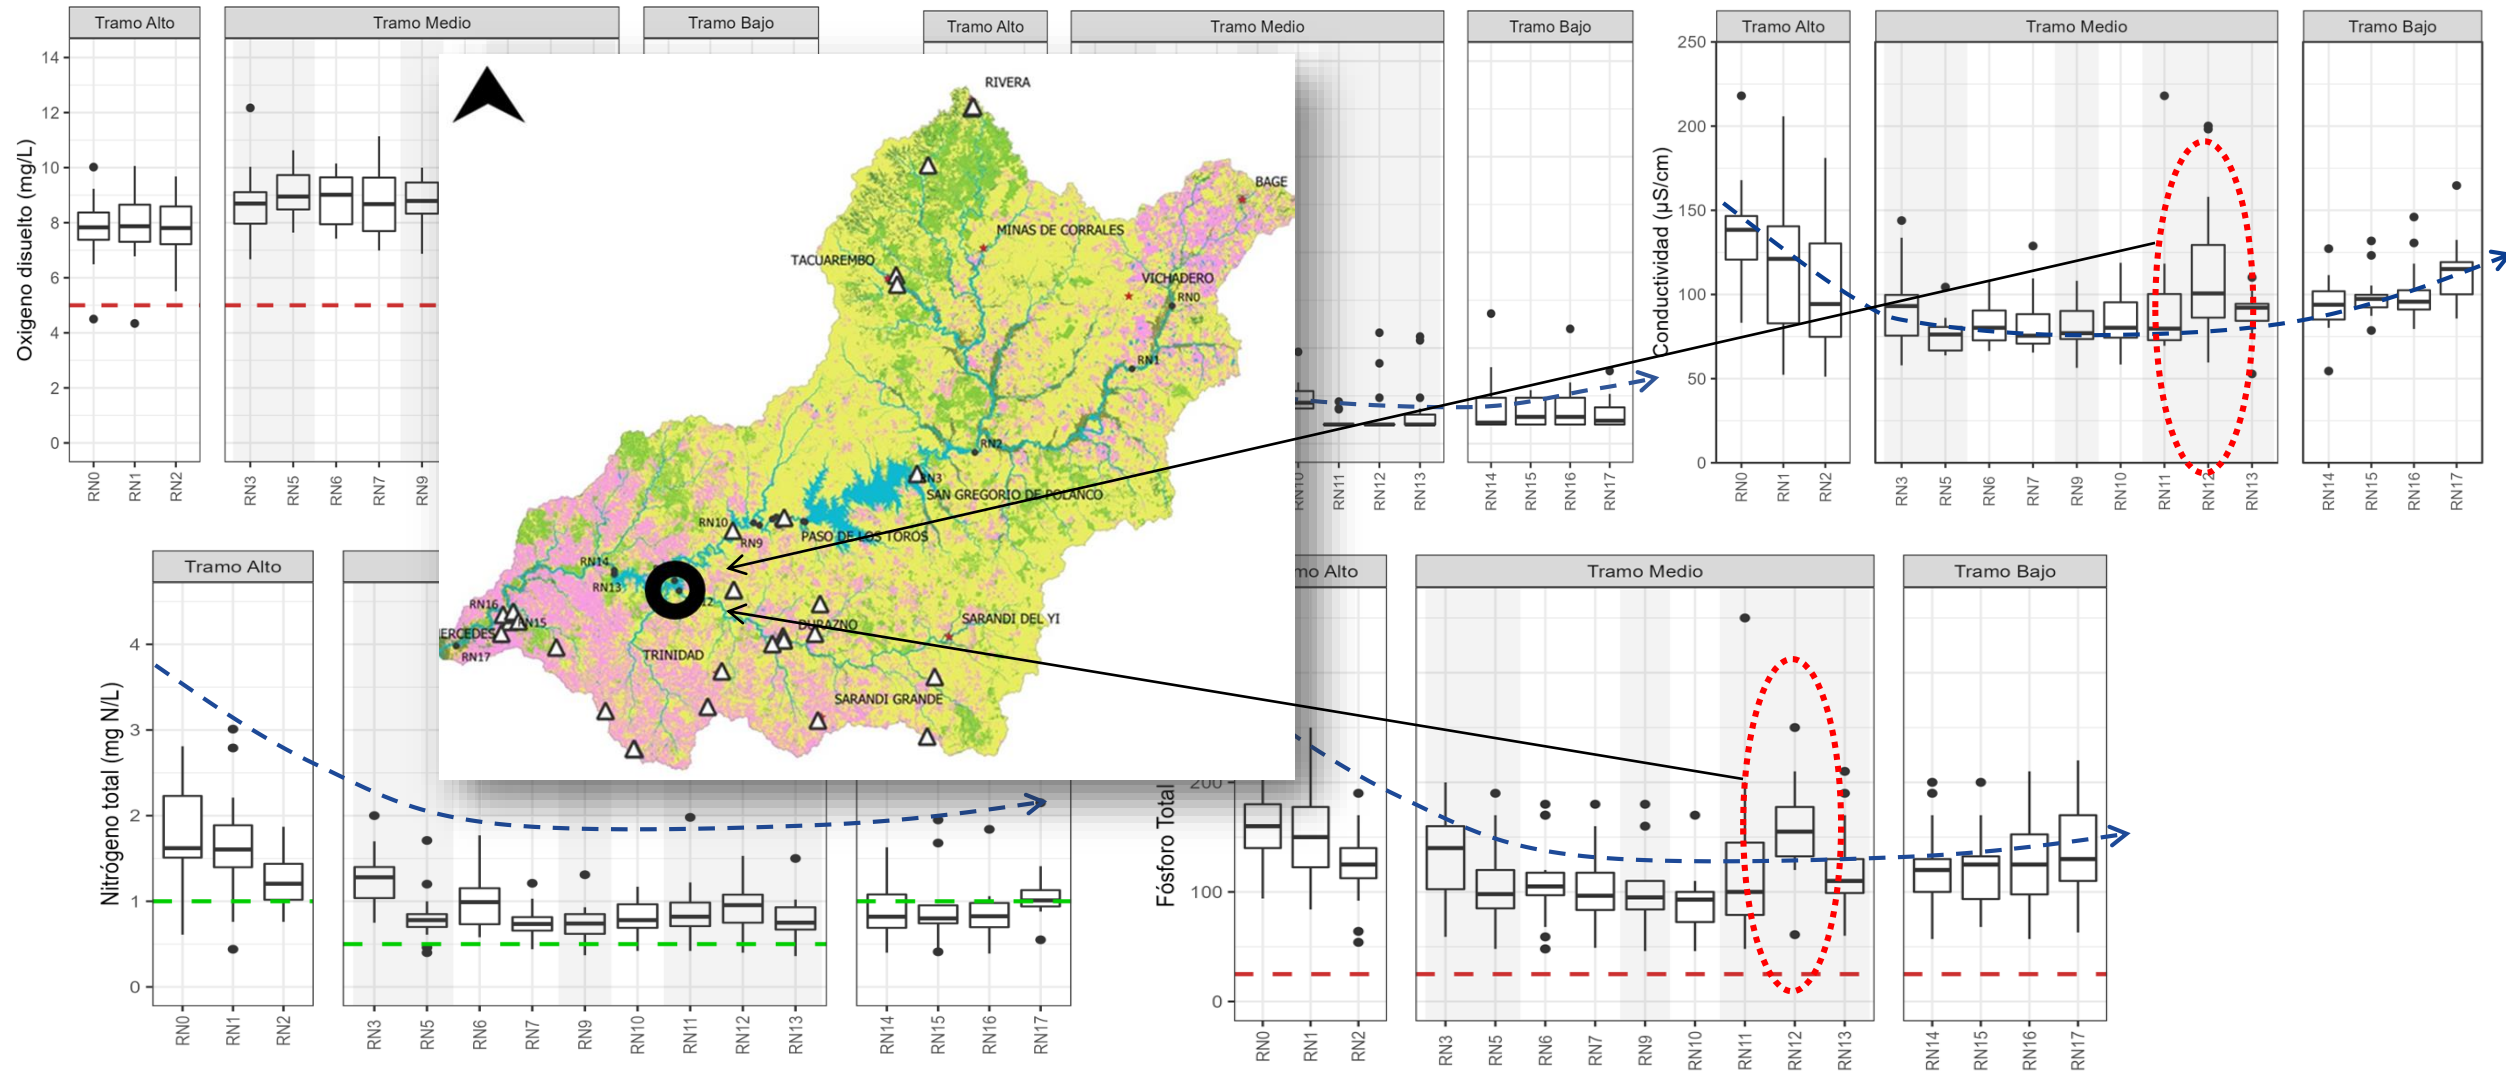 Tramo Alto
Tramo Medio
Tramo Bajo
Oxigeno disuelto (mg/L)
14
12
10
8
6
4
2
0
RN0
RN1
RN2
RN3
RN5
RN6
RN7
RN9
Tramo Alto
Tramo Medio
Tramo Bajo
RN10
RN11
RN12
RN13
RN14
RN15
RN16
RN17
Tramo Alto
Tramo Medio
Tramo Bajo
Conductividad (µS/cm)
250
200
150
100
50
0
RN0
RN1
RN2
RN3
RN5
RN6
RN7
RN9
RN10
RN11
RN12
RN13
RN14
RN15
RN16
RN17
RIVERA
BAGE
MINAS DE CORRALES
TACUAREMBO
VICHADERO
RN0
RN1
RN2
RN3
SAN GREGORIO DE POLANCO
RN10
PASO DE LOS TOROS
RN9
RN14
RN13
12
RN16
RN15
ERCEDES
RN17
DURAZNO
SARANDI DEL YI
TRINIDAD
SARANDI GRANDE
Tramo Alto
Nitrógeno total (mg N/L)
4
3
2
1
0
RN0
RN1
RN2
RN3
RN5
RN6
RN7
RN9
RN10
RN11
RN12
RN13
RN14
RN15
RN16
RN17
mo Alto
Tramo Medio
Tramo Bajo
Fósforo Total
200
100
0
RN0
RN1
RN2
RN3
RN5
RN6
RN7
RN9
RN10
RN11
RN12
RN13
RN14
RN15
RN16
RN17